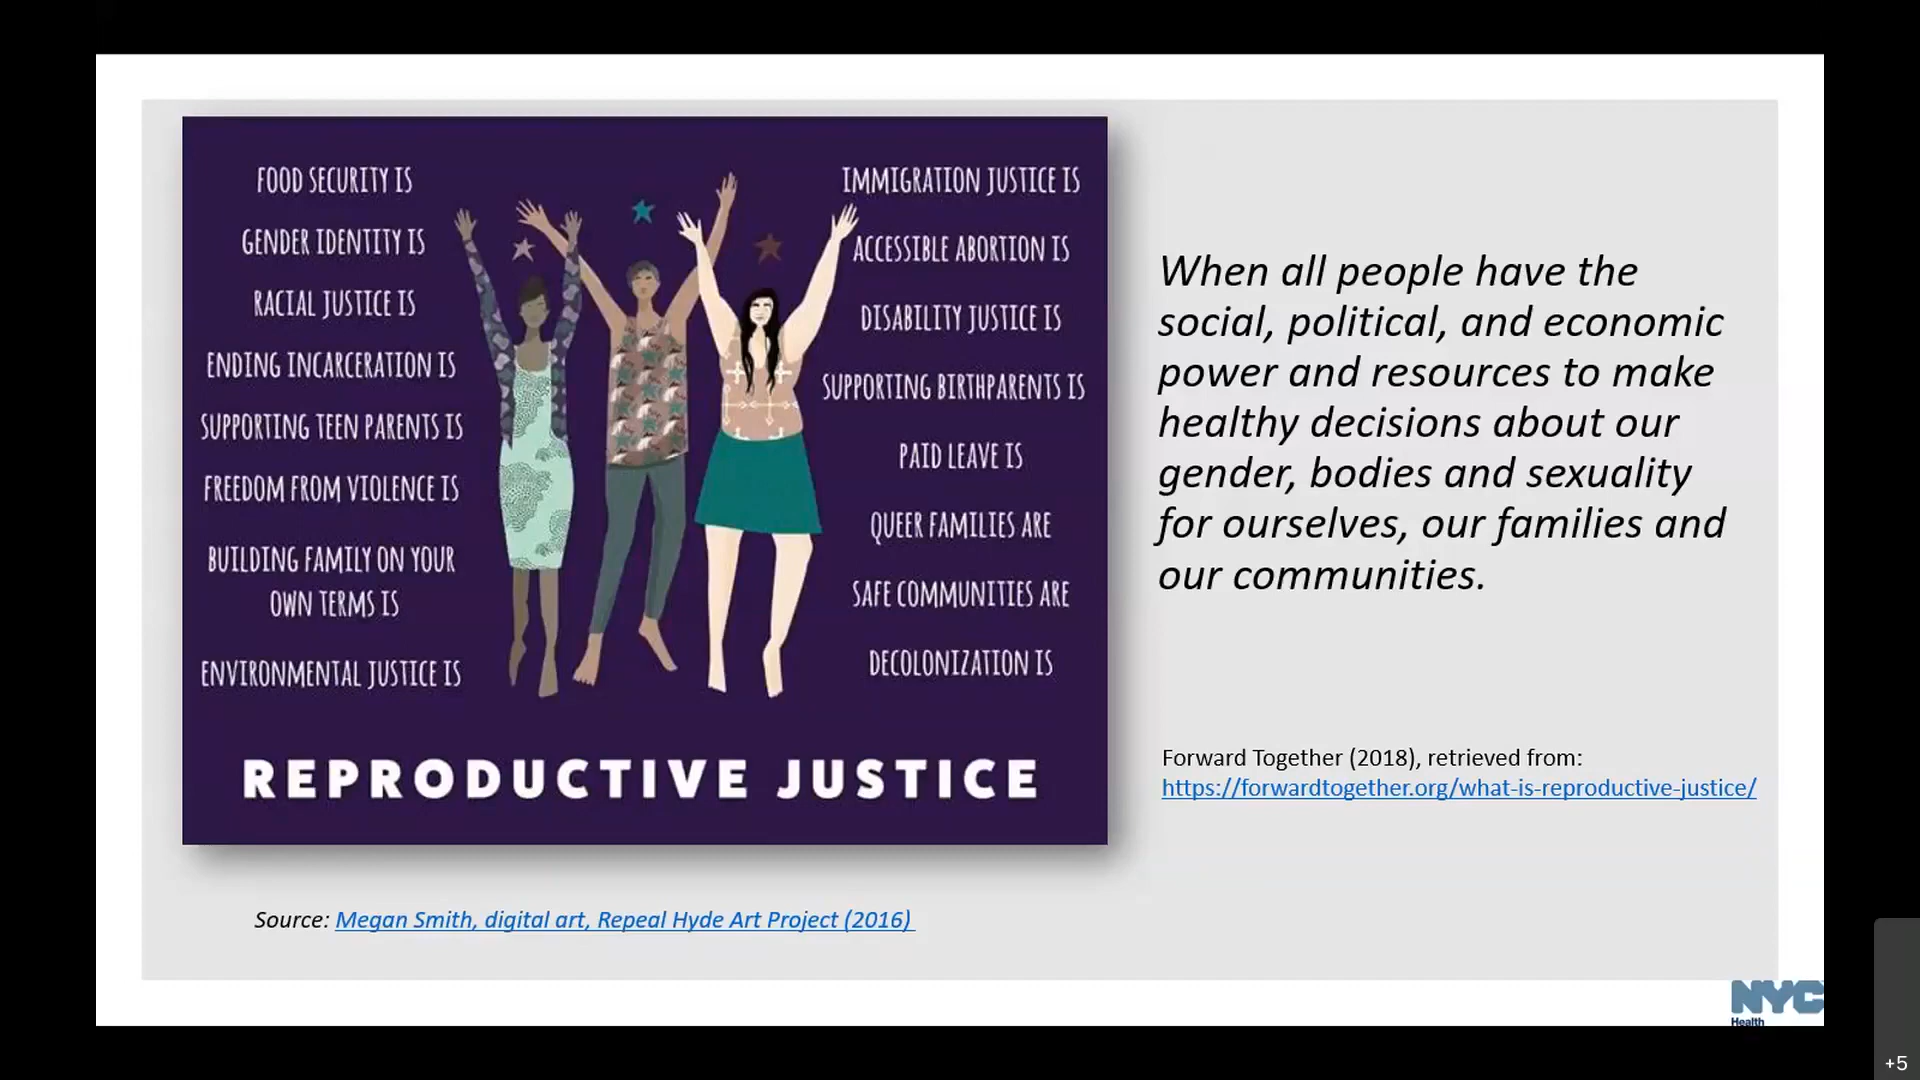 FOOD SECURITY IS
GENDER IDENTITY IS
RACIAL JUSTICE IS
ENDING INCARCERATION IS
SUPPORTING TEEN PARENTS IS
FREEDOM FROM VIOLENCE IS
BUILDING FAMILY ON YOUR
OWN TERMS IS
ENVIRONMENTAL JUSTICE IS
IMMIGRATION JUSTICE IS
ACCESSIBLE ABORTION IS
DISABILITY JUSTICE IS
SUPPORTING BIRTHPARENTS IS
PAID LEAVE IS
QUEER FAMILIES ARE
SAFE COMMUNITIES ARE
DECOLONIZATION IS
REPRODUCTIVE JUSTICE
Source: Megan Smith, digital art, Repeal Hyde Art Project (2016)
When all people have the
social, political, and economic
power and resources to make
healthy decisions about our
gender, bodies and sexuality
for ourselves, our families and
our communities.
Forward Together (2018), retrieved from:
https://forwardtogether.org/what-is-reproductive-justice/
NYC
Health
+5